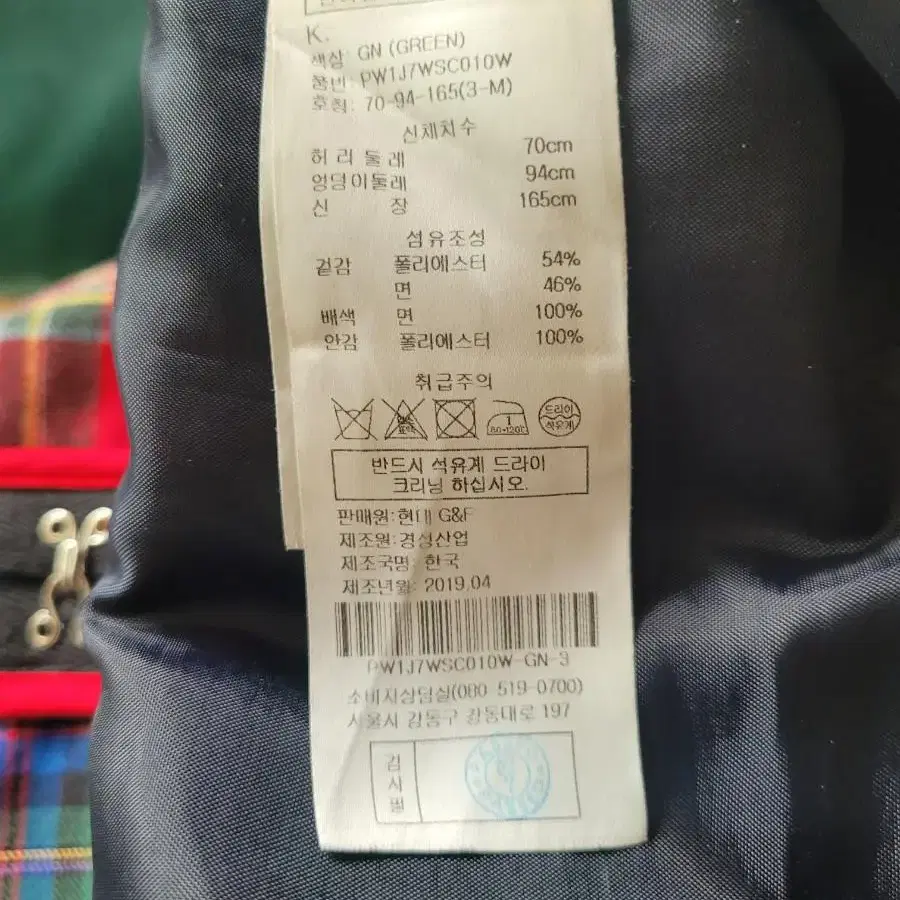 K.
색상: GN (GREEN)
품번: PW1J7WSC010W
호칭: 70-94-165(3-M)
신체치수
허리둘레 70cm
엉덩이둘레 94cm
신장 165cm
섬유조성
겉감 폴리에스터 54%
면 46%
배색 면 100%
안감 폴리에스터 100%
취급주의
80~120℃ 드라이
석유계
반드시 석유계 드라이
크리닝 하십시오.
판매원:현대 G&F
제조원:경성산업
제조국명: 한국
제조년월: 2019.04
PW1J7WSC010W-GN-3
소비자상담실(080-519-0700)
서울시 강동구 강동대로 197
검사필